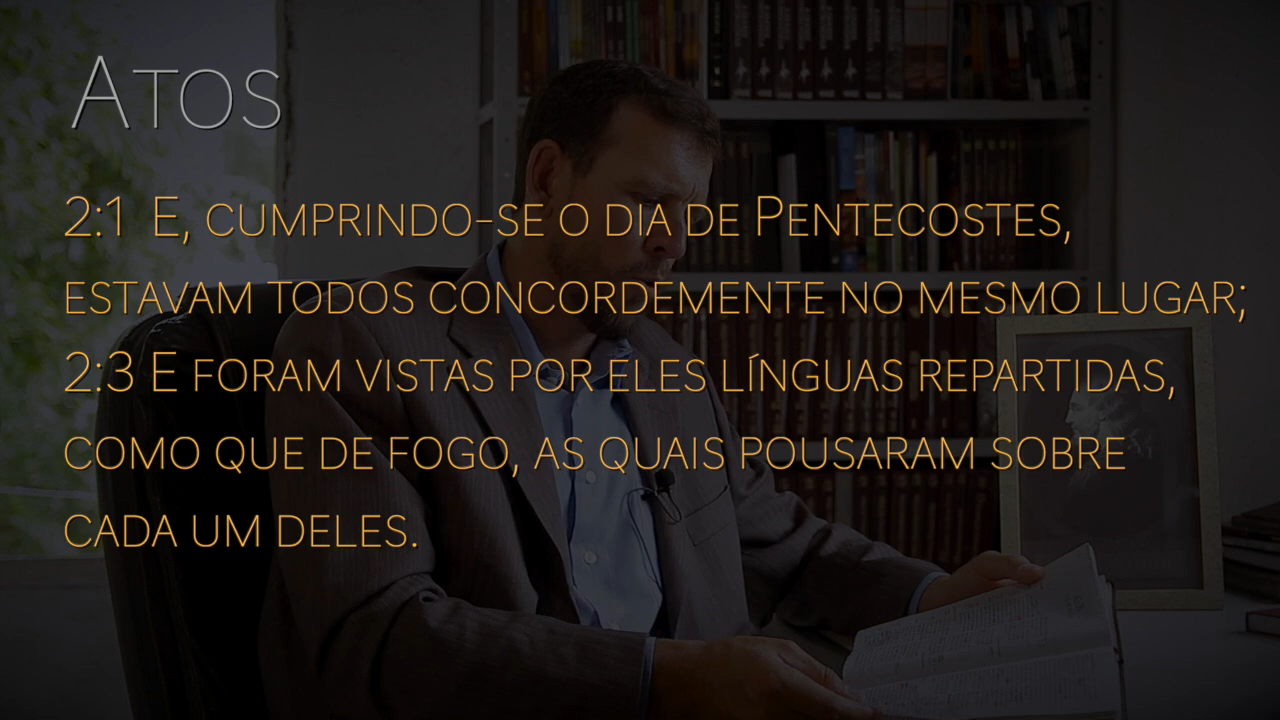 Atos
2:1 E, cumprindo-se o dia de Pentecostes,
estavam todos concordemente no mesmo lugar;
2:3 E foram vistas por eles línguas repartidas,
como que de fogo, as quais pousaram sobre
cada um deles.